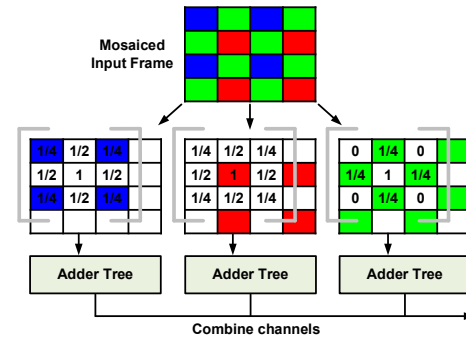 Mosaiced
Input Frame
1/4 1/2 1/4 1/4 1/2 1/4 0 1/4 0
1/2 1 1/2 1/2 1 1/2 1/4 1 1/4
1/4 1/2 1/4 1/4 1/2 1/4 0 1/4 0
Adder Tree Adder Tree Adder Tree
Combine channels